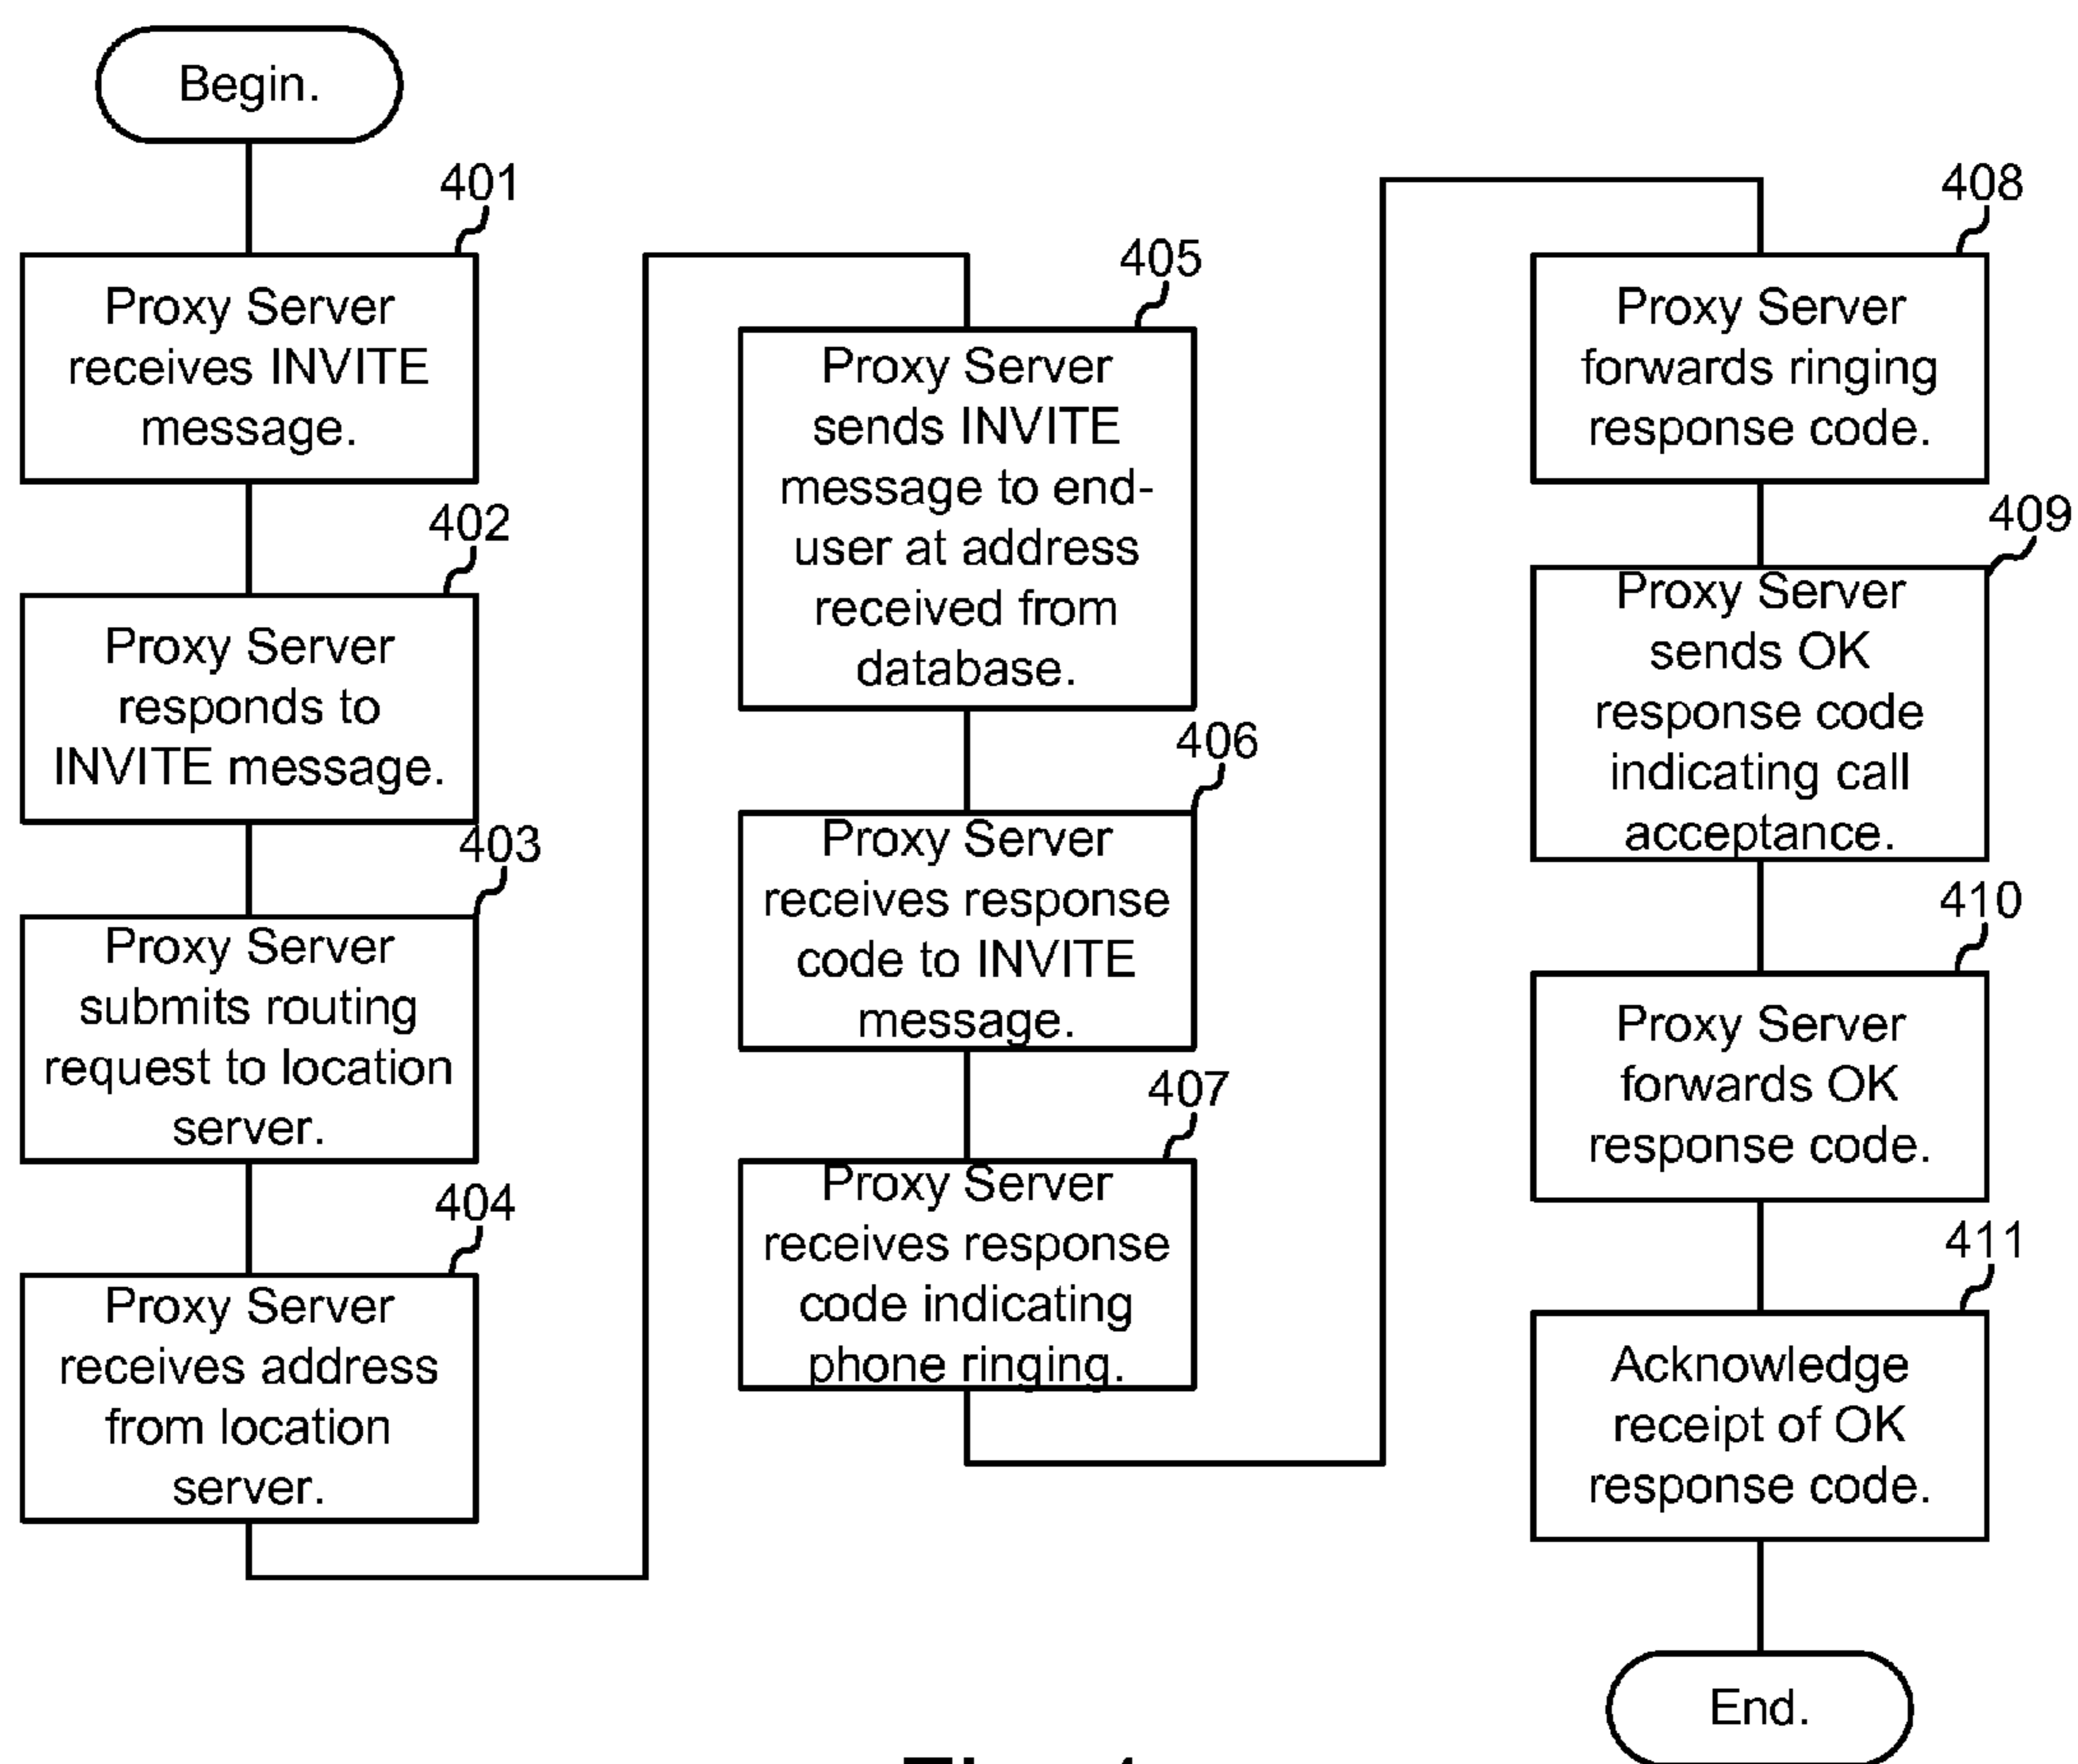 Begin.
401
Proxy Server
receives INVITE
message.
402
Proxy Server
responds to
INVITE message.
403
Proxy Server
submits routing
request to location
server.
404
Proxy Server
receives address
from location
server.
405
Proxy Server
sends INVITE
message to end-
user at address
received from
database.
406
Proxy Server
receives response
code to INVITE
message.
407
Proxy Server
receives response
code indicating
phone ringing.
408
Proxy Server
forwards ringing
response code.
409
Proxy Server
sends OK
response code
indicating call
acceptance.
410
Proxy Server
forwards OK
response code.
411
Acknowledge
receipt of OK
response code.
End.